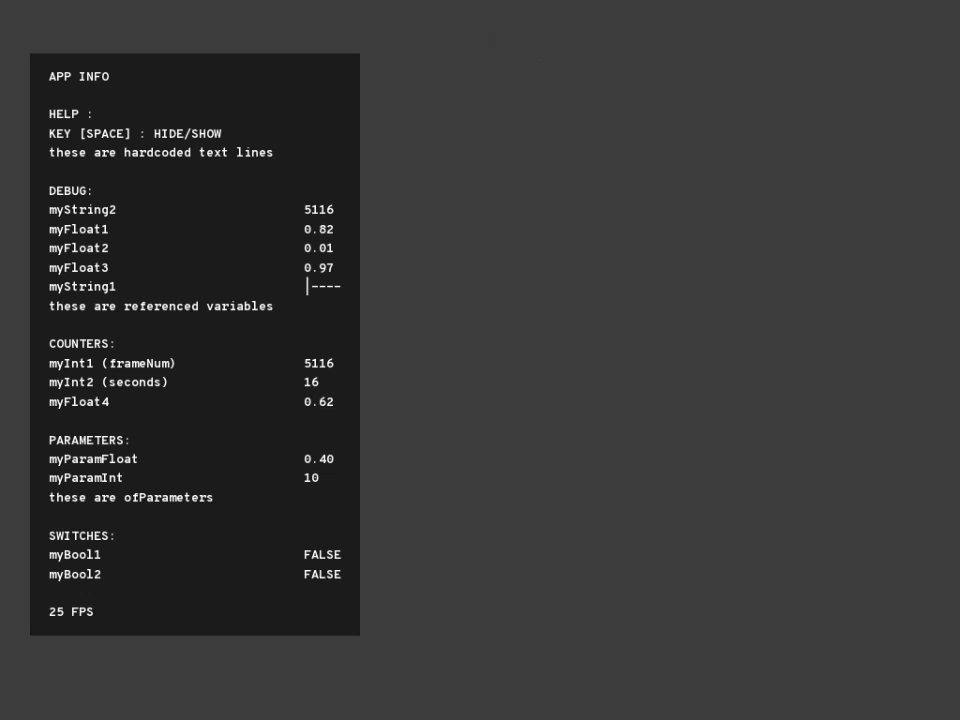 APP INFO
HELP :
KEY [SPACE] : HIDE/SHOW
these are hardcoded text lines
DEBUG:
myString2 5116
myFloat1 0.82
myFloat2 0.01
myFloat3 0.97
myString1 |----
these are referenced variables
COUNTERS:
myInt1 (frameNum) 5116
myInt2 (seconds) 16
myFloat4 0.62
PARAMETERS:
myParamFloat 0.40
myParamInt 10
these are ofParameters
SWITCHES:
myBool1 FALSE
myBool2 FALSE
25 FPS